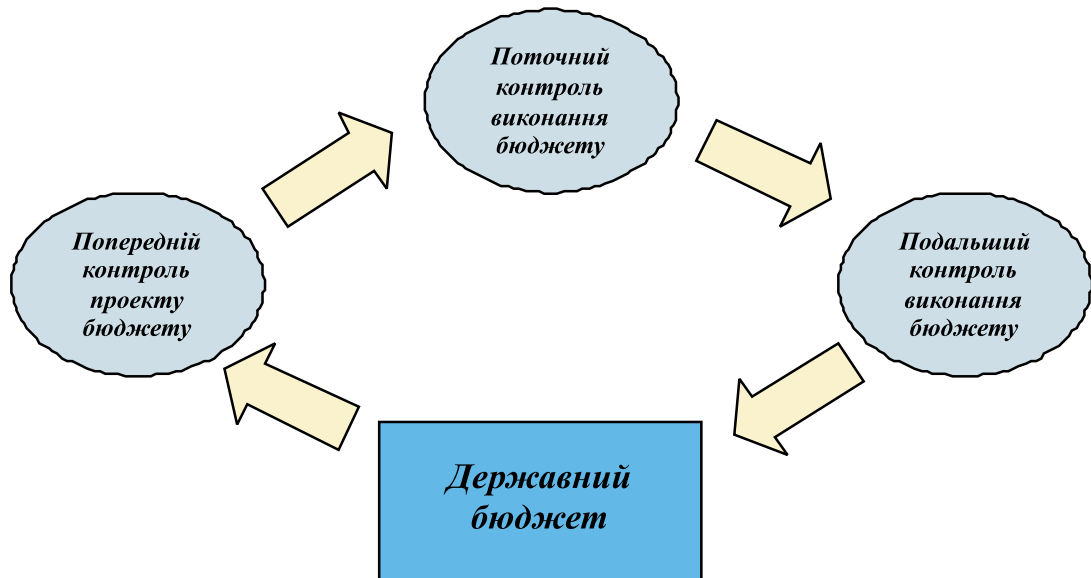 Поточний
контроль
виконання
бюджету
Попередній
контроль
проекту
бюджету
Подальший
контроль
виконання
бюджету
Державний
бюджет